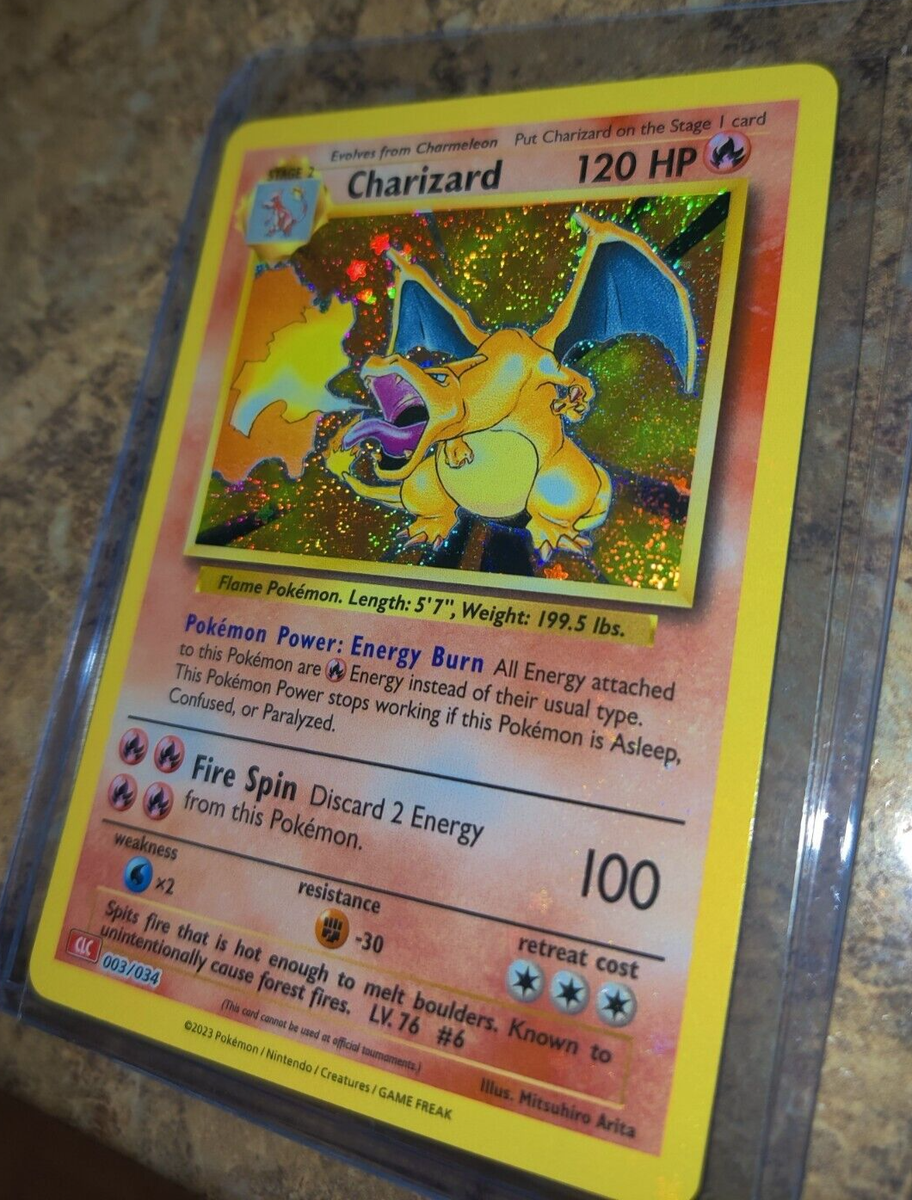 Evolves from Charmeleon Put Charizard on the Stage 1 card
STAGE 2
Charizard 120 HP
Flame Pokémon. Length: 5'7", Weight: 199.5 lbs.
Pokémon Power: Energy Burn All Energy attached
to this Pokémon are Energy instead of their usual type.
This Pokémon Power stops working if this Pokémon is Asleep,
Confused, or Paralyzed.
Fire Spin Discard 2 Energy
from this Pokémon.
100
weakness
×2
resistance
-30
retreat cost
Spits fire that is hot enough to melt boulders. Known to
unintentionally cause forest fires. LV. 76 #6
CLC
003/034
(This card cannot be used at official tournaments.)
Illus. Mitsuhiro Arita
©2023 Pokémon / Nintendo / Creatures / GAME FREAK